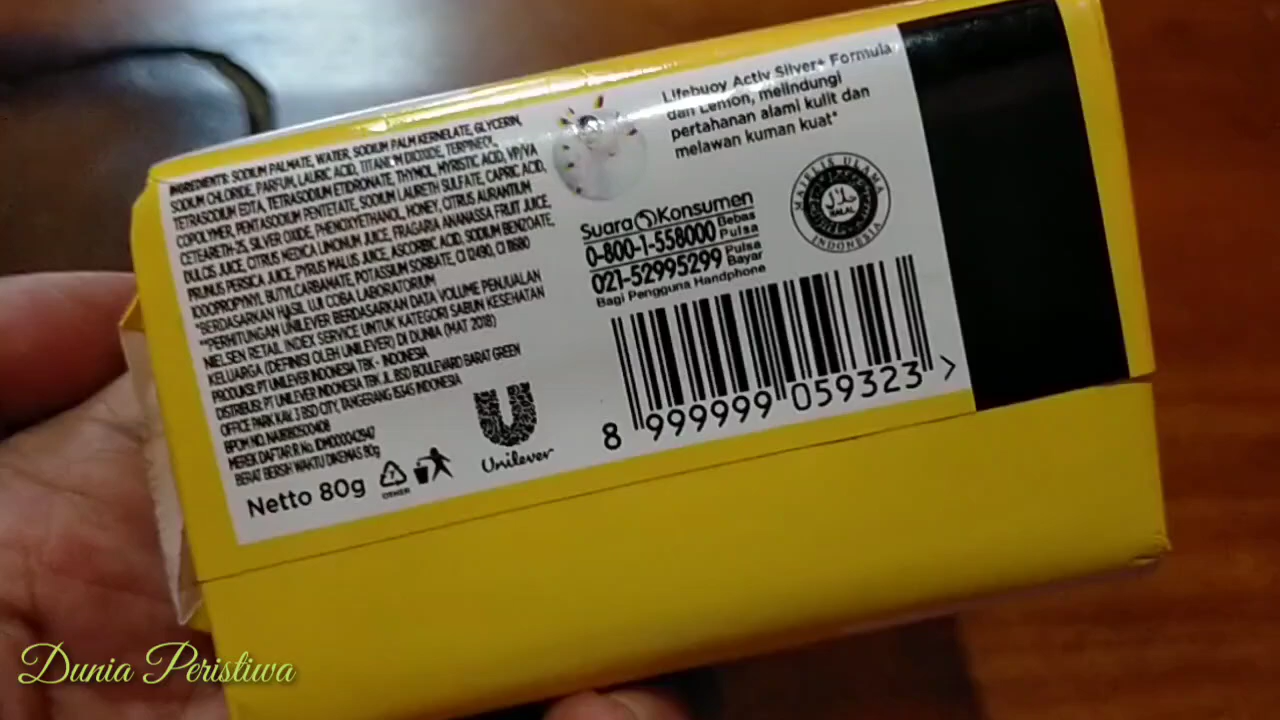 INGREDIENTS: SODIUM PALMATE, WATER, SODIUM PALM KERNELATE, GLYCERIN,
SODIUM CHLORIDE, PARFUM, LAURIC ACID, TITANIUM DIOXIDE, TERPINEOL,
TETRASODIUM EDTA, TETRASODIUM ETIDRONATE, THYMOL, MYRISTIC ACID, VP/VA
COPOLYMER, PENTASODIUM PENTETATE, SODIUM LAURETH SULFATE, CAPRIC ACID,
CETEARETH-25, SILVER OXIDE, PHENOXYETHANOL, HONEY, CITRUS AURANTIUM
DULCIS JUICE, CITRUS MEDICA LIMONUM JUICE, FRAGARIA ANANASSA FRUIT JUICE,
PRUNUS PERSICA JUICE, PYRUS MALUS JUICE, ASCORBIC ACID, SODIUM BENZOATE,
IODOPROPYNYL BUTYLCARBAMATE, POTASSIUM SORBATE, CI 12490, CI 11680
*BERDASARKAN HASIL UJI COBA LABORATORIUM
**PERHITUNGAN UNILEVER BERDASARKAN DATA VOLUME PENJUALAN
NIELSEN RETAIL INDEX SERVICE UNTUK KATEGORI SABUN KESEHATAN
KELUARGA (DEFINISI OLEH UNILEVER) DI DUNIA (MAT 2018)
PRODUKSI: PT UNILEVER INDONESIA TBK - INDONESIA
DISTRIBUSI: PT UNILEVER INDONESIA TBK JL. BSD BOULEVARD BARAT GREEN
OFFICE PARK KAV. 3 BSD CITY, TANGERANG 15345 INDONESIA
BPOM NO.
MEREK DAFTAR R No.
BERAT BERSIH WAKTU DIKEMAS 80g
Netto 80g
OTHER
Unilever
Lifebuoy Activ Silver+ Formula
dan Lemon, melindungi
pertahanan alami kulit dan
melawan kuman kuat*
Suara Konsumen
0-800-1-558000 Bebas Pulsa
021-52995299 Pulsa Bayar
Bagi Pengguna Handphone
MAJELIS ULAMA
حلال
HALAL
INDONESIA
8 999999 059323 >
Dunia Peristiwa